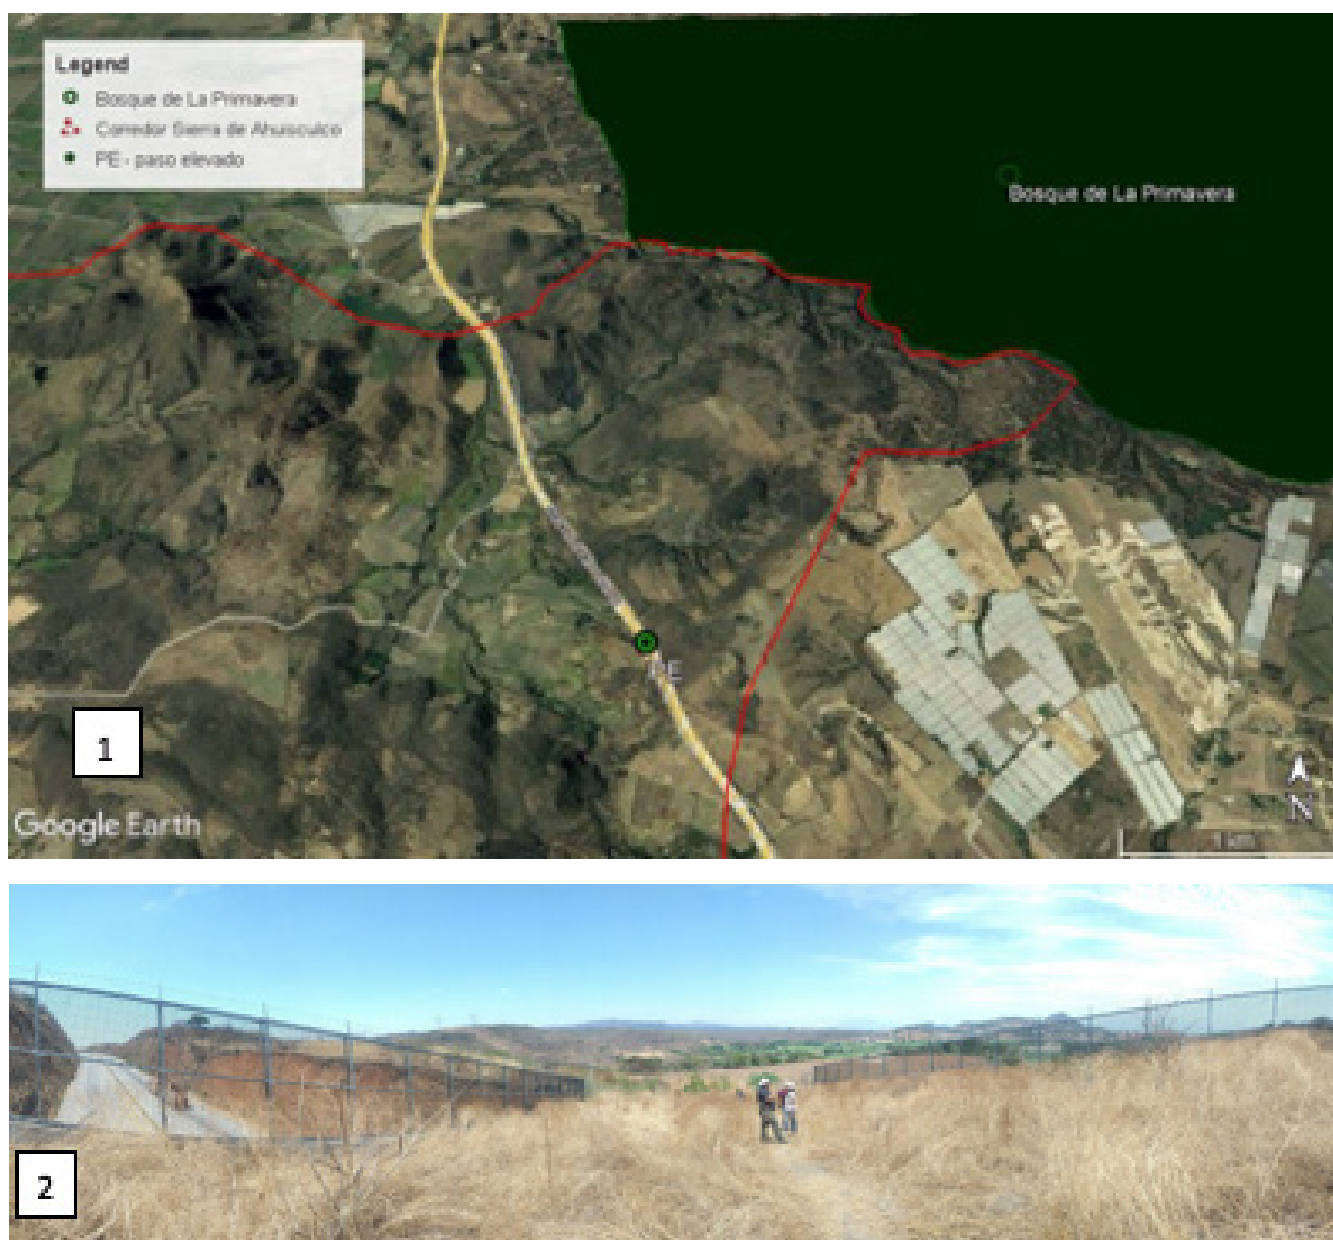 Legend
Bosque de La Primavera
Corredor Sierra de Ahuisculco
PE - paso elevado
Bosque de La Primavera
PE
1
Google Earth
N
1 km
2